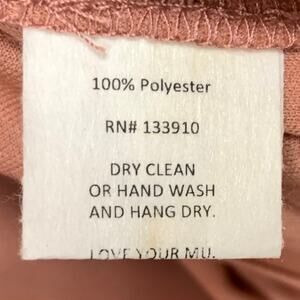 100% Polyester
RN# 133910
DRY CLEAN
OR HAND WASH
AND HANG DRY.
LOVE YOUR MU.